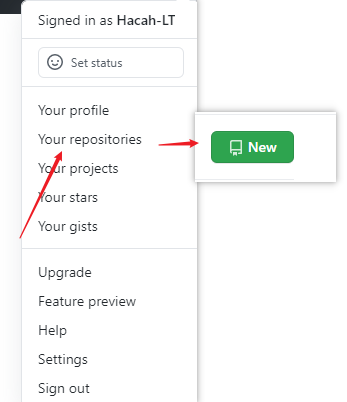 Signed in as Hacah-LT
Set status
Your profile
Your repositories
New
Your projects
Your stars
Your gists
Upgrade
Feature preview
Help
Settings
Sign out